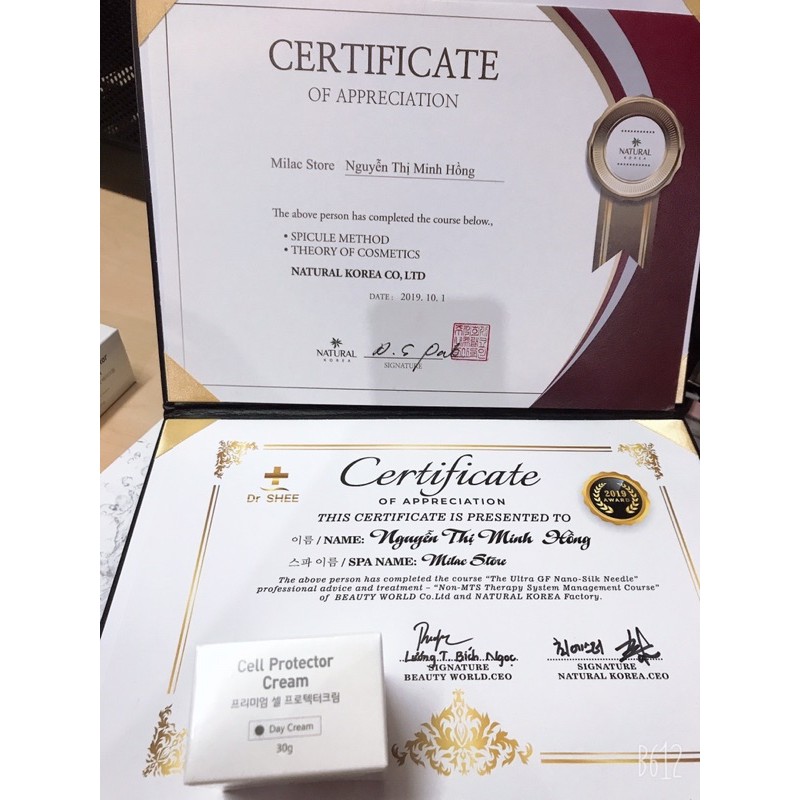 CERTIFICATE
OF APPRECIATION
NATURAL
KOREA
Milac Store Nguyễn Thị Minh Hồng
The above person has completed the course below.,
• SPICULE METHOD
• THEORY OF COSMETICS
NATURAL KOREA CO, LTD
DATE : 2019. 10. 1
NATURAL
KOREA
SIGNATURE
Dr SHEE
Certificate
OF APPRECIATION
2019
AWARD
THIS CERTIFICATE IS PRESENTED TO
이름 / NAME: Nguyễn Thị Minh Hồng
스파 이름 / SPA NAME: Milac Store
The above person has completed the course “The Ultra GF Nano-Silk Needle”
professional advice and treatment – “Non-MTS Therapy System Management Course”
of BEAUTY WORLD Co.Ltd and NATURAL KOREA Factory.
Lương T. Bích Ngọc
SIGNATURE
BEAUTY WORLD.CEO
SIGNATURE
NATURAL KOREA.CEO
Cell Protector
Cream
프리미엄 셀 프로텍터크림
Day Cream
30g
B612